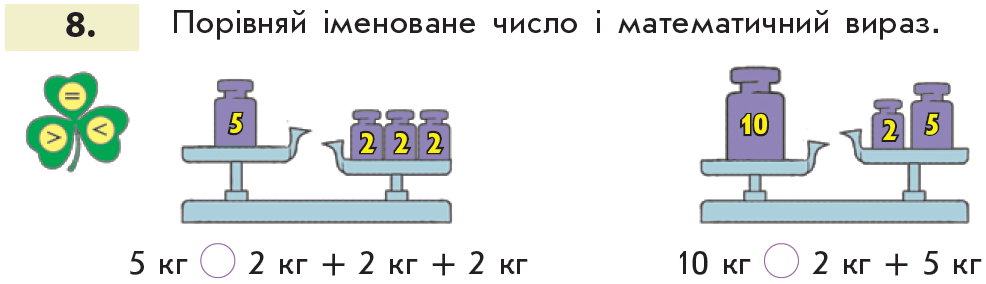 8. Порівняй іменоване число і математичний вираз.
=
> <
5 2 2 2
10 2 5
5 кг ◯ 2 кг + 2 кг + 2 кг
10 кг ◯ 2 кг + 5 кг